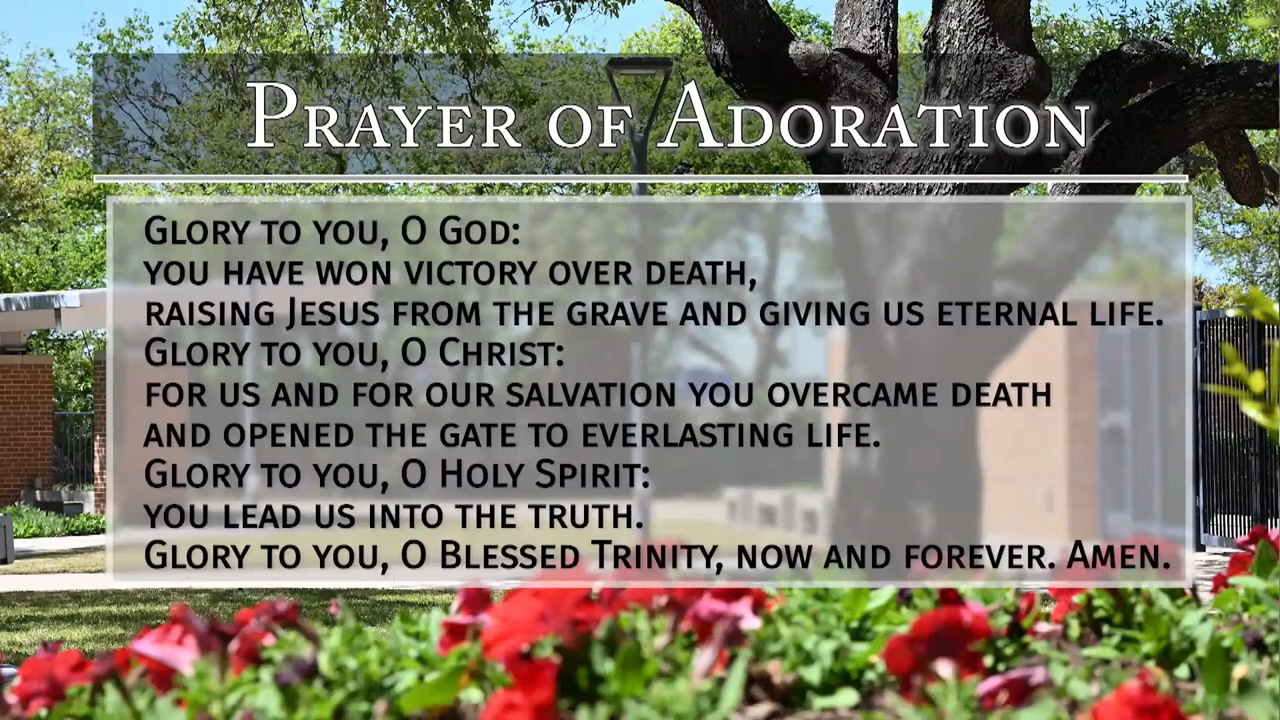 Prayer of Adoration
Glory to you, O God:
you have won victory over death,
raising Jesus from the grave and giving us eternal life.
Glory to you, O Christ:
for us and for our salvation you overcame death
and opened the gate to everlasting life.
Glory to you, O Holy Spirit:
you lead us into the truth.
Glory to you, O Blessed Trinity, now and forever. Amen.